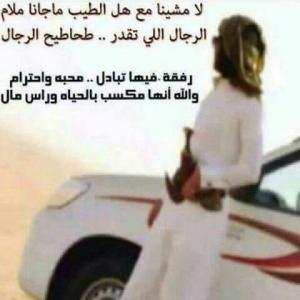 لا مشينا مع هل الطيب ماجانا ملام
الرجال اللي تقدر .. طحاطيح الرجال
رفقة .فيها تبادل .. محبه واحترام
والله أنها مكسب بالحياه وراس مال